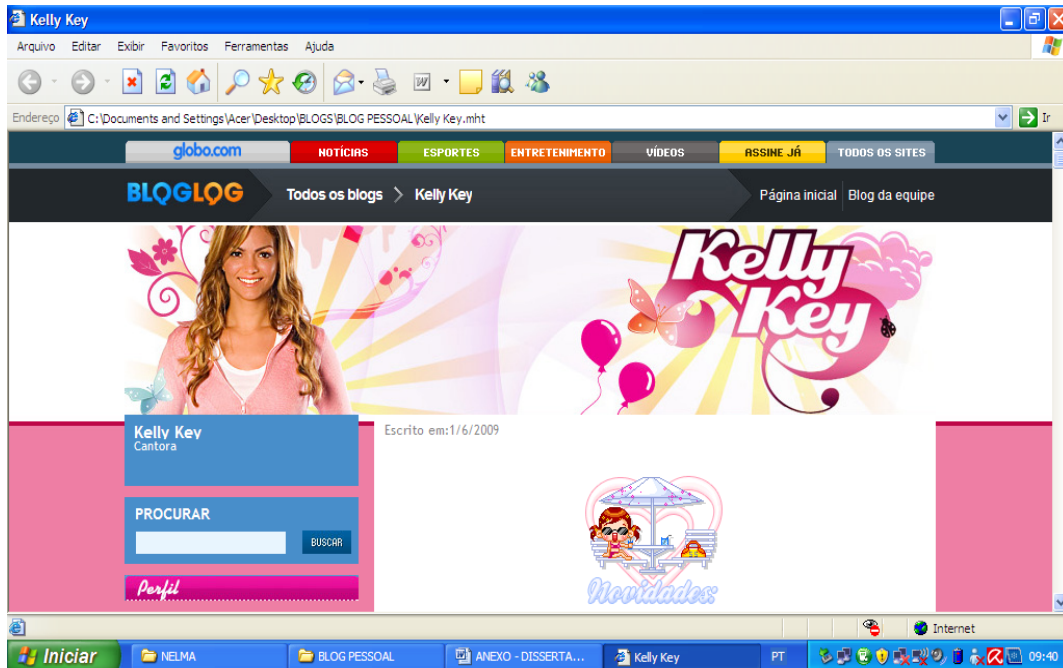 Kelly Key
Arquivo Editar Exibir Favoritos Ferramentas Ajuda
Endereço C:\Documents and Settings\Acer\Desktop\BLOGS\BLOG PESSOAL\Kelly Key.mht Ir
globo.com NOTÍCIAS ESPORTES ENTRETENIMENTO VÍDEOS ASSINE JÁ TODOS OS SITES
BLOGLOG Todos os blogs > Kelly Key Página inicial Blog da equipe
Kelly
Key
Kelly Key
Cantora
Escrito em:1/6/2009
PROCURAR
BUSCAR
Perfil
Novidades:
Internet
Iniciar NELMA BLOG PESSOAL ANEXO - DISSERTA... Kelly Key PT 09:48